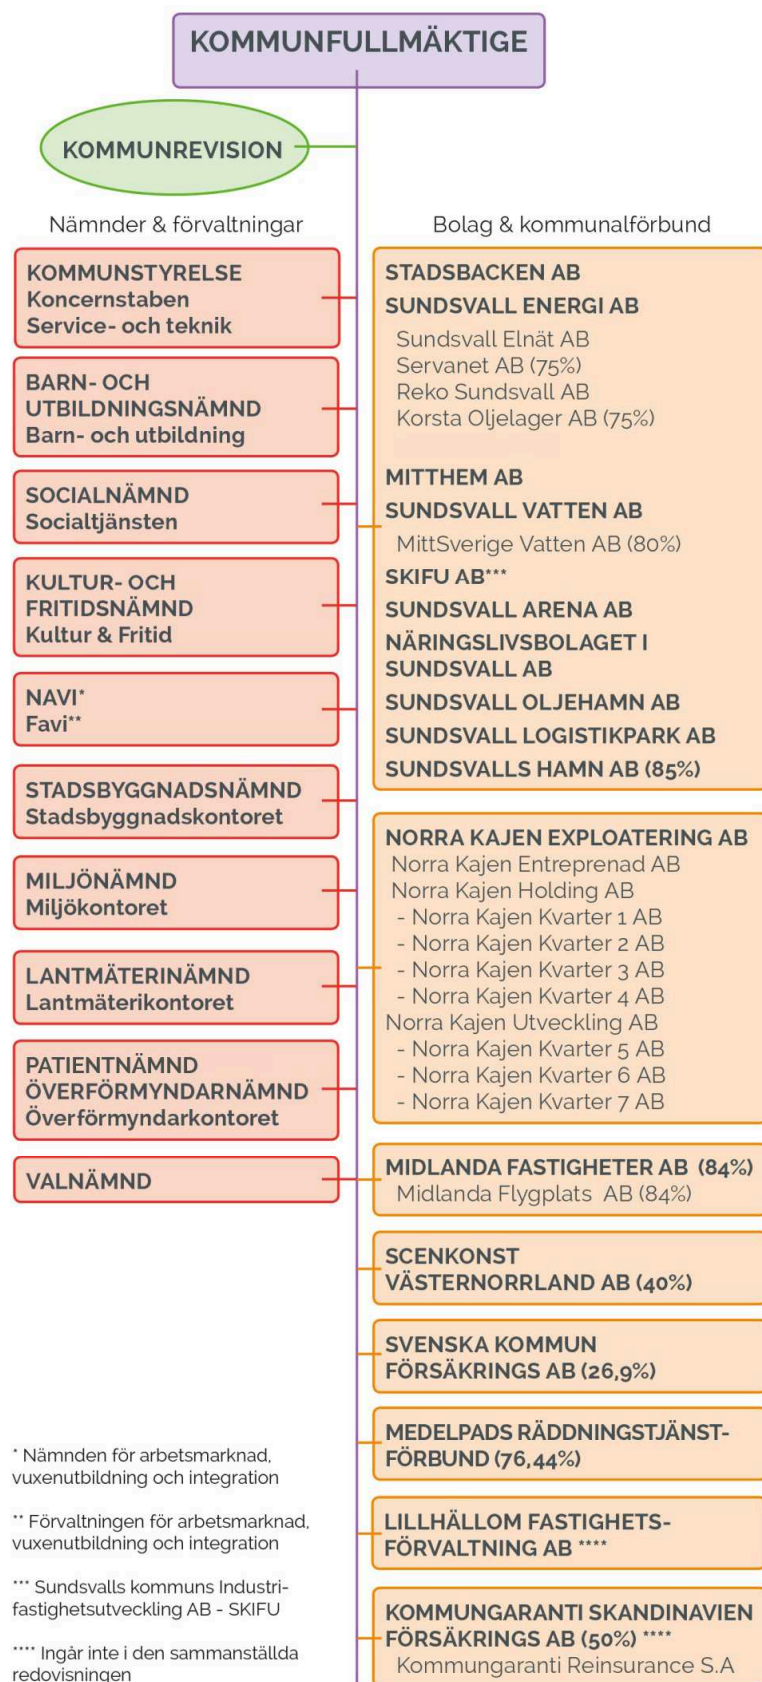 KOMMUNFULLMÄKTIGE
KOMMUNREVISION
Nämnder & förvaltningar
KOMMUNSTYRELSE
Koncernstaben
Service- och teknik
BARN- OCH
UTBILDNINGSNÄMND
Barn- och utbildning
SOCIALNÄMND
Socialtjänsten
KULTUR- OCH
FRITIDSNÄMND
Kultur & Fritid
NAVI*
Favi**
STADSBYGGNADSNÄMND
Stadsbyggnadskontoret
MILJÖNÄMND
Miljökontoret
LANTMÄTERINÄMND
Lantmäterikontoret
PATIENTNÄMND
ÖVERFÖRMYNDARNÄMND
Överförmyndarkontoret
VALNÄMND
* Nämnden för arbetsmarknad,
vuxenutbildning och integration
** Förvaltningen för arbetsmarknad,
vuxenutbildning och integration
*** Sundsvalls kommuns Industri-
fastighetsutveckling AB - SKIFU
**** Ingår inte i den sammanställda
redovisningen
Bolag & kommunalförbund
STADSBACKEN AB
SUNDSVALL ENERGI AB
Sundsvall Elnät AB
Servanet AB (75%)
Reko Sundsvall AB
Korsta Oljelager AB (75%)
MITTHEM AB
SUNDSVALL VATTEN AB
MittSverige Vatten AB (80%)
SKIFU AB***
SUNDSVALL ARENA AB
NÄRINGSLIVSBOLAGET I
SUNDSVALL AB
SUNDSVALL OLJEHAMN AB
SUNDSVALL LOGISTIKPARK AB
SUNDSVALLS HAMN AB (85%)
NORRA KAJEN EXPLOATERING AB
Norra Kajen Entreprenad AB
Norra Kajen Holding AB
- Norra Kajen Kvarter 1 AB
- Norra Kajen Kvarter 2 AB
- Norra Kajen Kvarter 3 AB
- Norra Kajen Kvarter 4 AB
Norra Kajen Utveckling AB
- Norra Kajen Kvarter 5 AB
- Norra Kajen Kvarter 6 AB
- Norra Kajen Kvarter 7 AB
MIDLANDA FASTIGHETER AB (84%)
Midlanda Flygplats AB (84%)
SCENKONST
VÄSTERNORRLAND AB (40%)
SVENSKA KOMMUN
FÖRSÄKRINGS AB (26,9%)
MEDELPADS RÄDDNINGSTJÄNST-
FÖRBUND (76,44%)
LILLHÄLLOM FASTIGHETS-
FÖRVALTNING AB ****
KOMMUNGARANTI SKANDINAVIEN
FÖRSÄKRINGS AB (50%) ****
Kommungaranti Reinsurance S.A